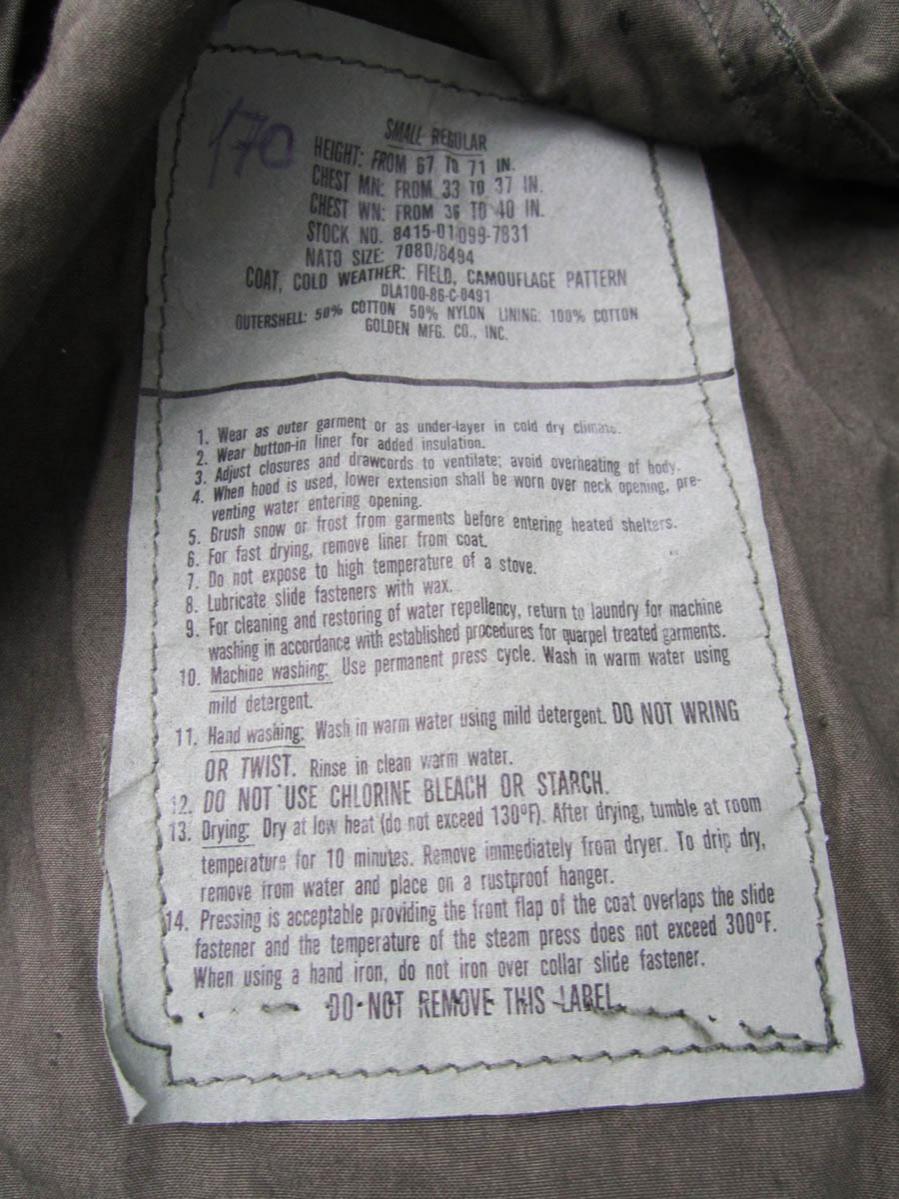 170
SMALL REGULAR
HEIGHT: FROM 67 TO 71 IN.
CHEST MN: FROM 33 TO 37 IN.
CHEST WN: FROM 36 TO 40 IN.
STOCK NO. 8415-01-099-7831
NATO SIZE: 7080/8494
COAT, COLD WEATHER: FIELD, CAMOUFLAGE PATTERN
DLA100-86-C-0491
OUTERSHELL: 50% COTTON 50% NYLON LINING: 100% COTTON
GOLDEN MFG. CO., INC.
1. Wear as outer garment or as under-layer in cold dry climate.
2. Wear button-in liner for added insulation.
3. Adjust closures and drawcords to ventilate; avoid overheating of body.
4. When hood is used, lower extension shall be worn over neck opening, pre-
venting water entering opening.
5. Brush snow or frost from garments before entering heated shelters.
6. For fast drying, remove liner from coat.
7. Do not expose to high temperature of a stove.
8. Lubricate slide fasteners with wax.
9. For cleaning and restoring of water repellency, return to laundry for machine
washing in accordance with established procedures for quarpel treated garments.
10. Machine washing: Use permanent press cycle. Wash in warm water using
mild detergent.
11. Hand washing: Wash in warm water using mild detergent. DO NOT WRING
OR TWIST. Rinse in clean warm water.
12. DO NOT USE CHLORINE BLEACH OR STARCH.
13. Drying: Dry at low heat (do not exceed 130°F). After drying, tumble at room
temperature for 10 minutes. Remove immediately from dryer. To drip dry,
remove from water and place on a rustproof hanger.
14. Pressing is acceptable providing the front flap of the coat overlaps the slide
fastener and the temperature of the steam press does not exceed 300°F.
When using a hand iron, do not iron over collar slide fastener.
DO NOT REMOVE THIS LABEL.